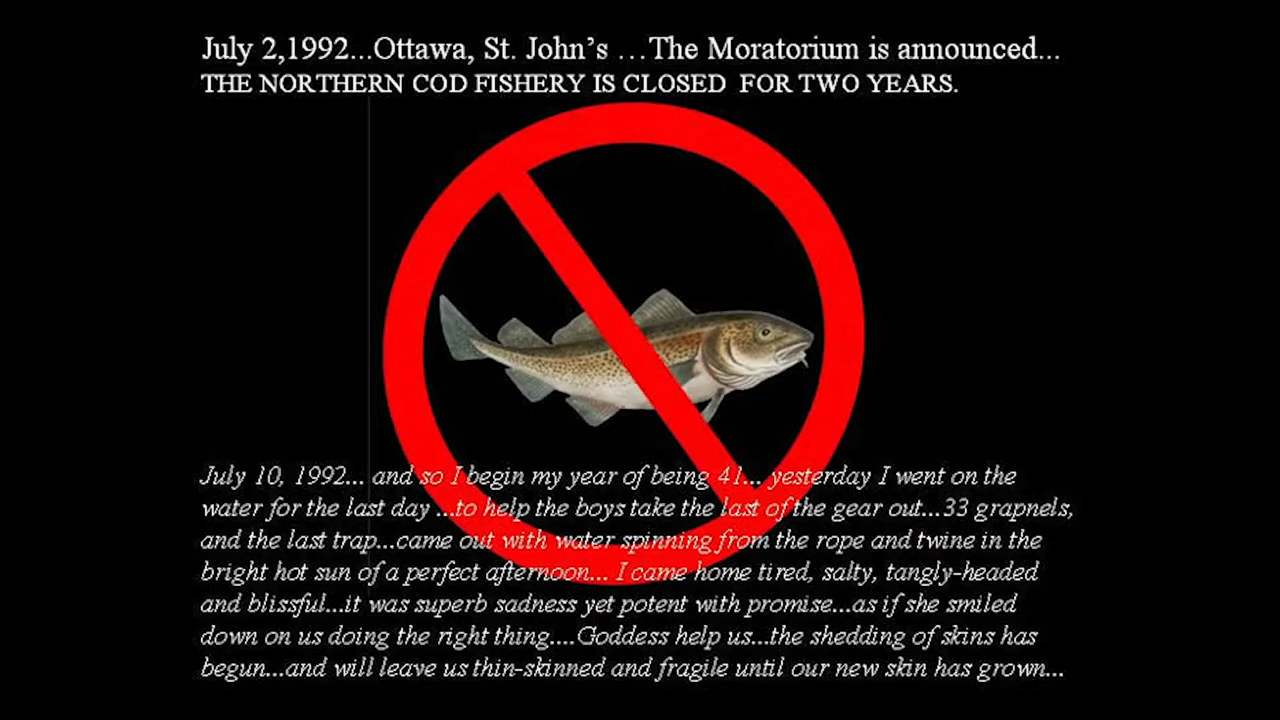 July 2,1992...Ottawa, St. John's ...The Moratorium is announced...
THE NORTHERN COD FISHERY IS CLOSED FOR TWO YEARS.
July 10, 1992... and so I begin my year of being 41... yesterday I went on the
water for the last day ...to help the boys take the last of the gear out...33 grapnels,
and the last trap...came out with water spinning from the rope and twine in the
bright hot sun of a perfect afternoon... I came home tired, salty, tangly-headed
and blissful...it was superb sadness yet potent with promise...as if she smiled
down on us doing the right thing....Goddess help us...the shedding of skins has
begun...and will leave us thin-skinned and fragile until our new skin has grown...